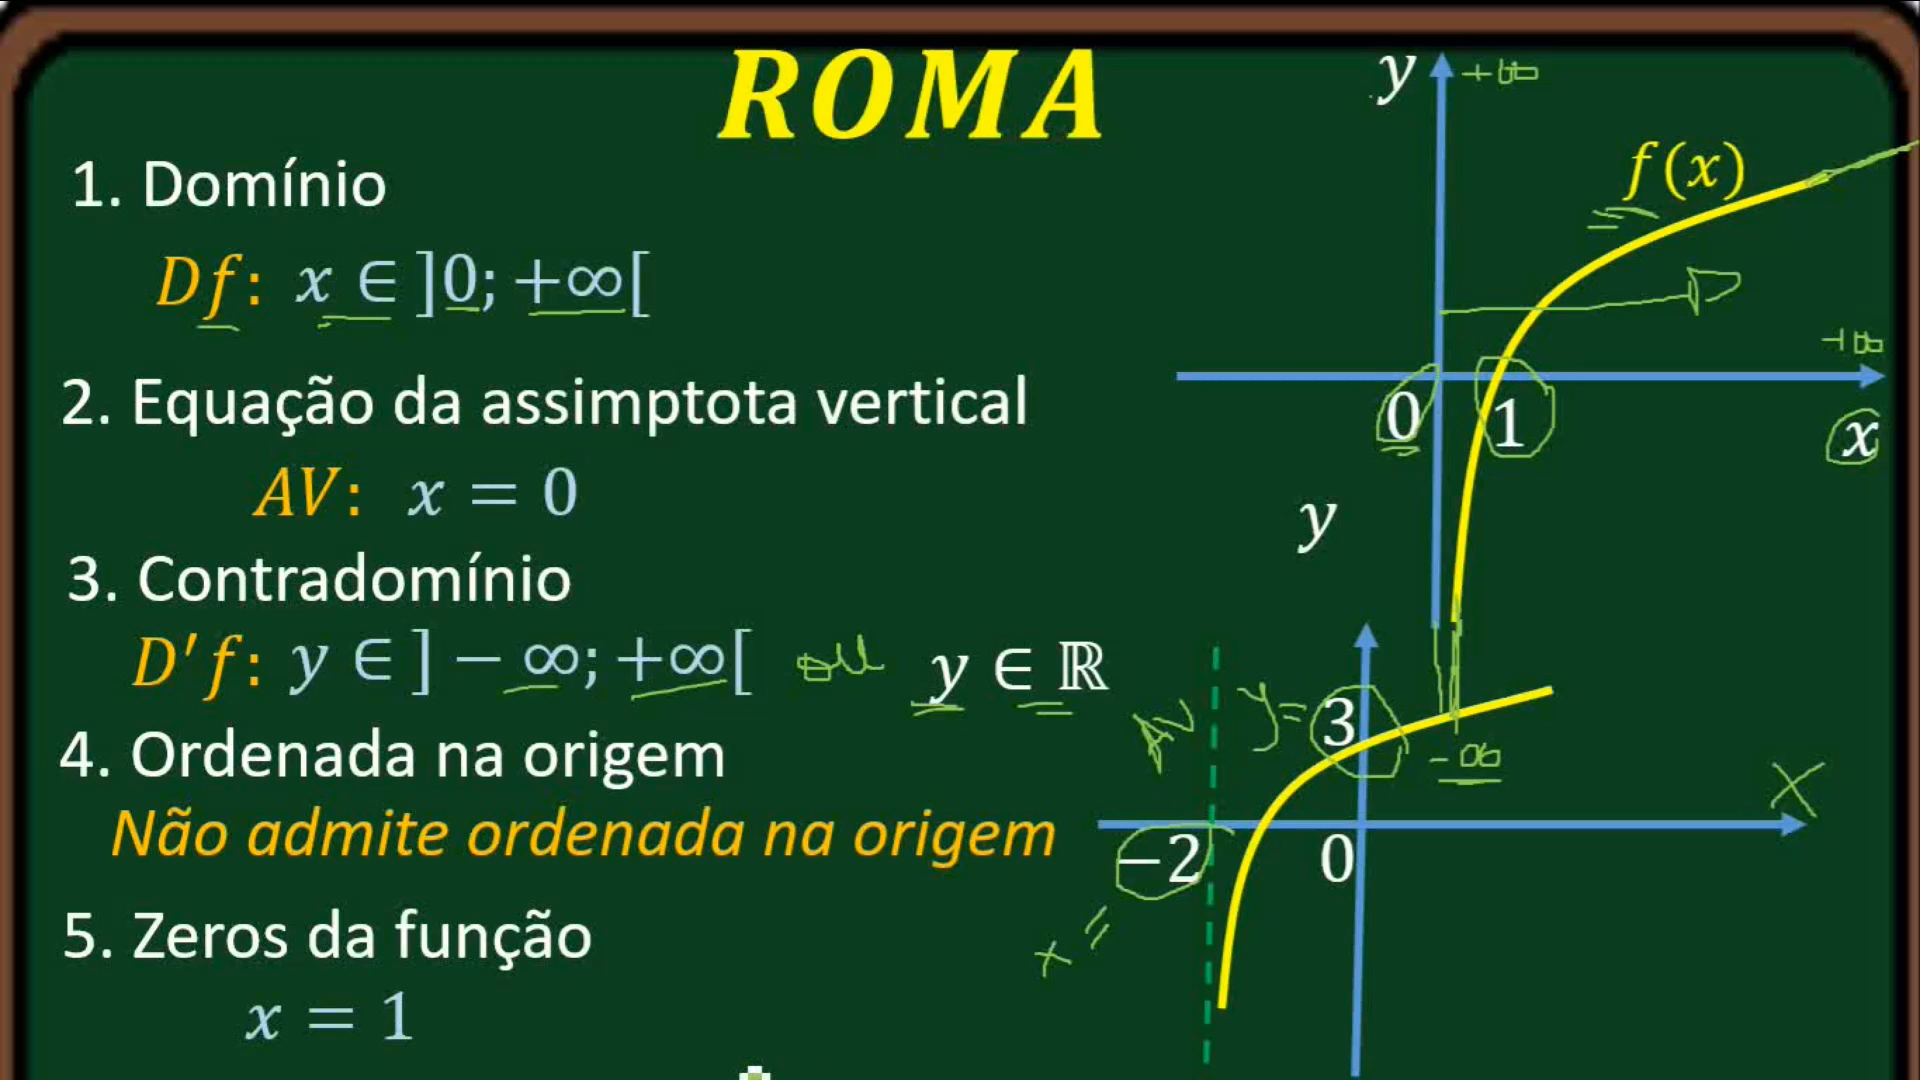 ROMA
1. Domínio
Df: x ∈ ]0; +∞[
2. Equação da assimptota vertical
AV: x = 0
3. Contradomínio
D′f: y ∈ ] − ∞; +∞[ ou y ∈ ℝ
4. Ordenada na origem
Não admite ordenada na origem
5. Zeros da função
x = 1
y +∞
f(x)
+∞
0 1 x
y
-∞
AV y= 3
X
−2 0
x =